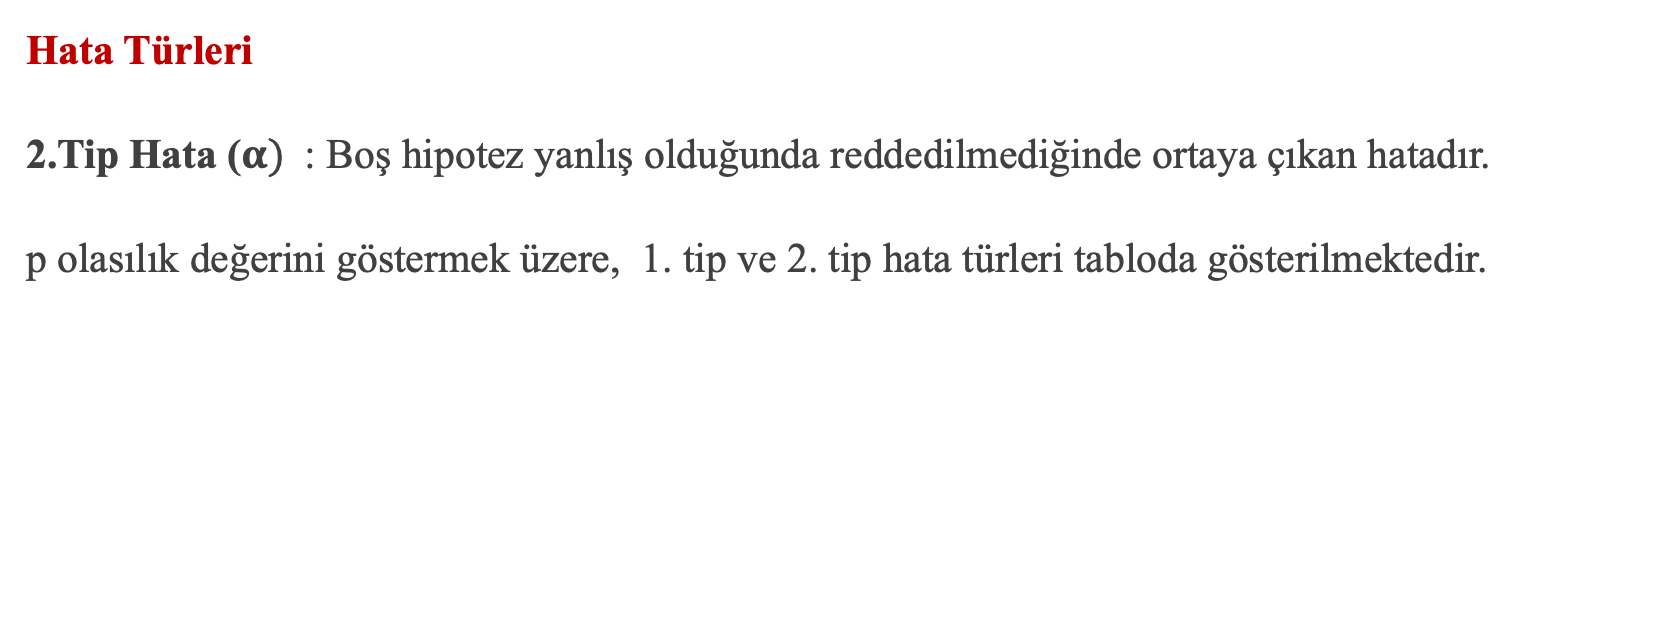 Hata Türleri
2.Tip Hata (α)  : Boş hipotez yanlış olduğunda reddedilmediğinde ortaya çıkan hatadır.
p olasılık değerini göstermek üzere,  1. tip ve 2. tip hata türleri tabloda gösterilmektedir.